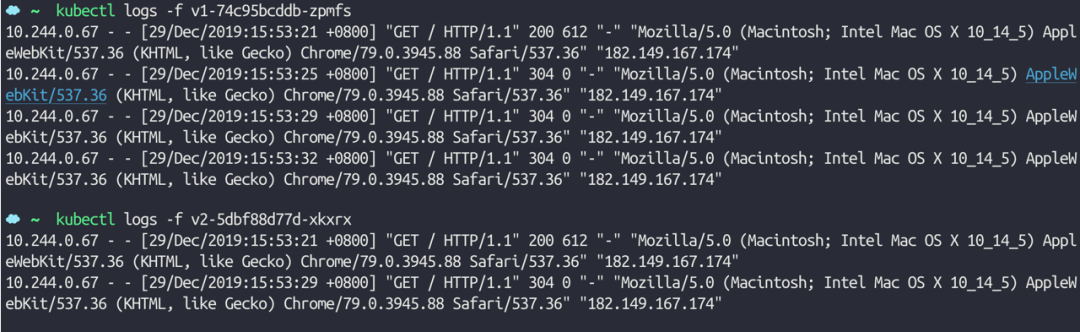 ~ kubectl logs -f v1-74c95bcddb-zpmfs
10.244.0.67 - - [29/Dec/2019:15:53:21 +0800] "GET / HTTP/1.1" 200 612 "-" "Mozilla/5.0 (Macintosh; Intel Mac OS X 10_14_5) Appl
eWebKit/537.36 (KHTML, like Gecko) Chrome/79.0.3945.88 Safari/537.36" "182.149.167.174"
10.244.0.67 - - [29/Dec/2019:15:53:25 +0800] "GET / HTTP/1.1" 304 0 "-" "Mozilla/5.0 (Macintosh; Intel Mac OS X 10_14_5) AppleW
ebKit/537.36 (KHTML, like Gecko) Chrome/79.0.3945.88 Safari/537.36" "182.149.167.174"
10.244.0.67 - - [29/Dec/2019:15:53:29 +0800] "GET / HTTP/1.1" 304 0 "-" "Mozilla/5.0 (Macintosh; Intel Mac OS X 10_14_5) AppleW
ebKit/537.36 (KHTML, like Gecko) Chrome/79.0.3945.88 Safari/537.36" "182.149.167.174"
10.244.0.67 - - [29/Dec/2019:15:53:32 +0800] "GET / HTTP/1.1" 304 0 "-" "Mozilla/5.0 (Macintosh; Intel Mac OS X 10_14_5) AppleW
ebKit/537.36 (KHTML, like Gecko) Chrome/79.0.3945.88 Safari/537.36" "182.149.167.174"
~ kubectl logs -f v2-5dbf88d77d-xkxrx
10.244.0.67 - - [29/Dec/2019:15:53:21 +0800] "GET / HTTP/1.1" 200 612 "-" "Mozilla/5.0 (Macintosh; Intel Mac OS X 10_14_5) Appl
eWebKit/537.36 (KHTML, like Gecko) Chrome/79.0.3945.88 Safari/537.36" "182.149.167.174"
10.244.0.67 - - [29/Dec/2019:15:53:29 +0800] "GET / HTTP/1.1" 304 0 "-" "Mozilla/5.0 (Macintosh; Intel Mac OS X 10_14_5) AppleW
ebKit/537.36 (KHTML, like Gecko) Chrome/79.0.3945.88 Safari/537.36" "182.149.167.174"